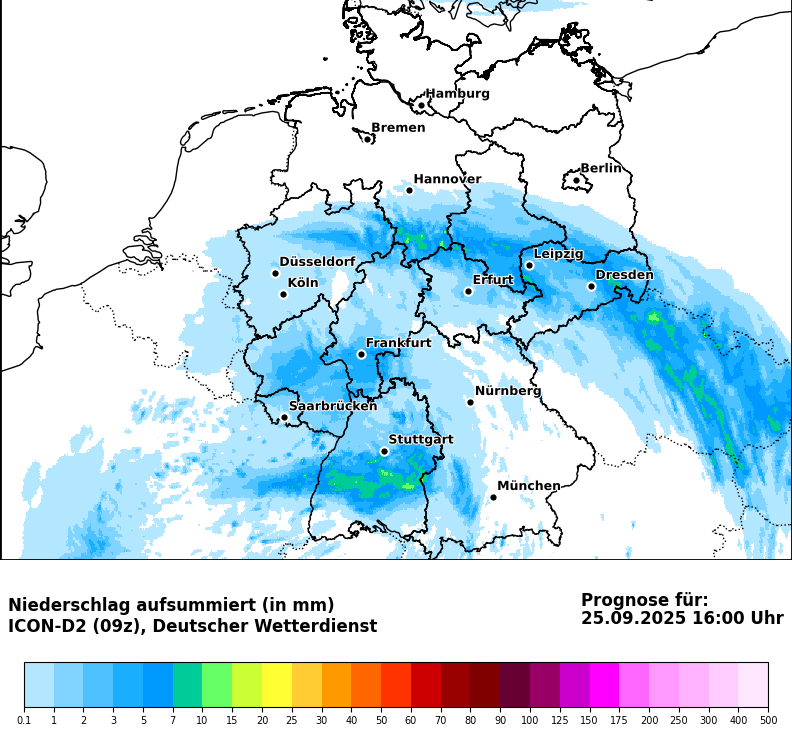 Hamburg
Bremen
Berlin
Hannover
Düsseldorf
Leipzig
Köln
Erfurt
Dresden
Frankfurt
Nürnberg
Saarbrücken
Stuttgart
München
Niederschlag aufsummiert (in mm)
ICON-D2 (09z), Deutscher Wetterdienst
Prognose für:
25.09.2025 16:00 Uhr
0.1 1 2 3 5 7 10 15 20 25 30 40 50 60 70 80 90 100 125 150 175 200 250 300 400 500